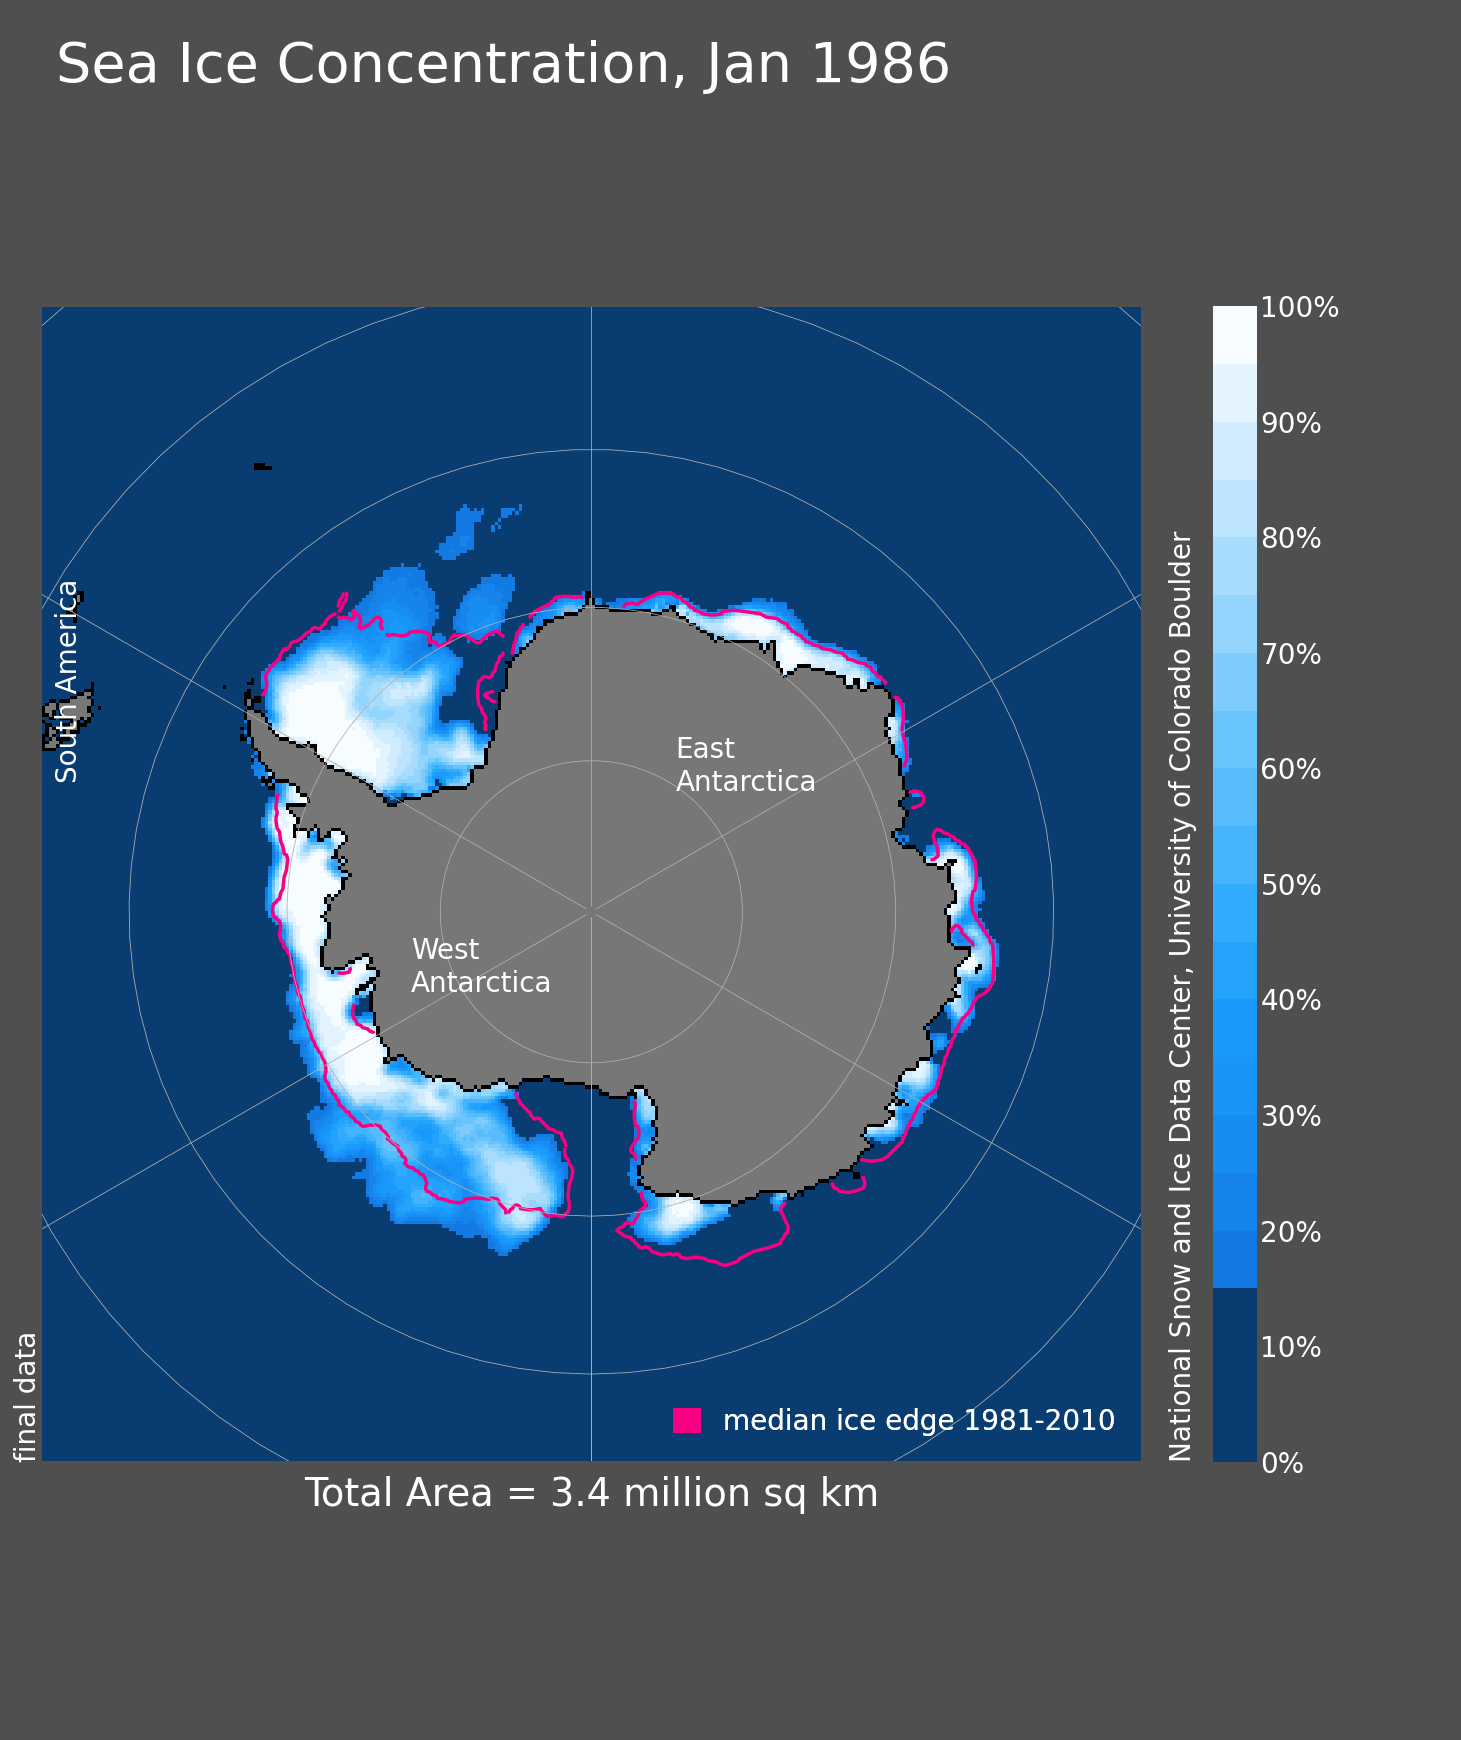 Sea Ice Concentration, Jan 1986
South America
East
Antarctica
West
Antarctica
median ice edge 1981-2010
final data
Total Area = 3.4 million sq km
National Snow and Ice Data Center, University of Colorado Boulder
100%
90%
80%
70%
60%
50%
40%
30%
20%
10%
0%